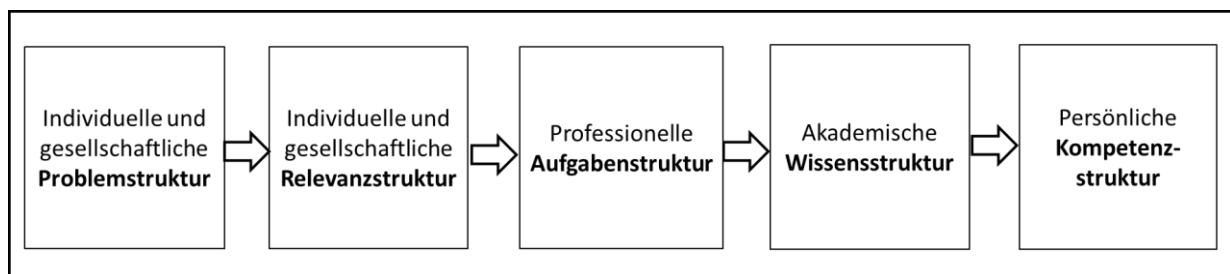 Individuelle und
gesellschaftliche
Problemstruktur
Individuelle und
gesellschaftliche
Relevanzstruktur
Professionelle
Aufgabenstruktur
Akademische
Wissensstruktur
Persönliche
Kompetenz-
struktur